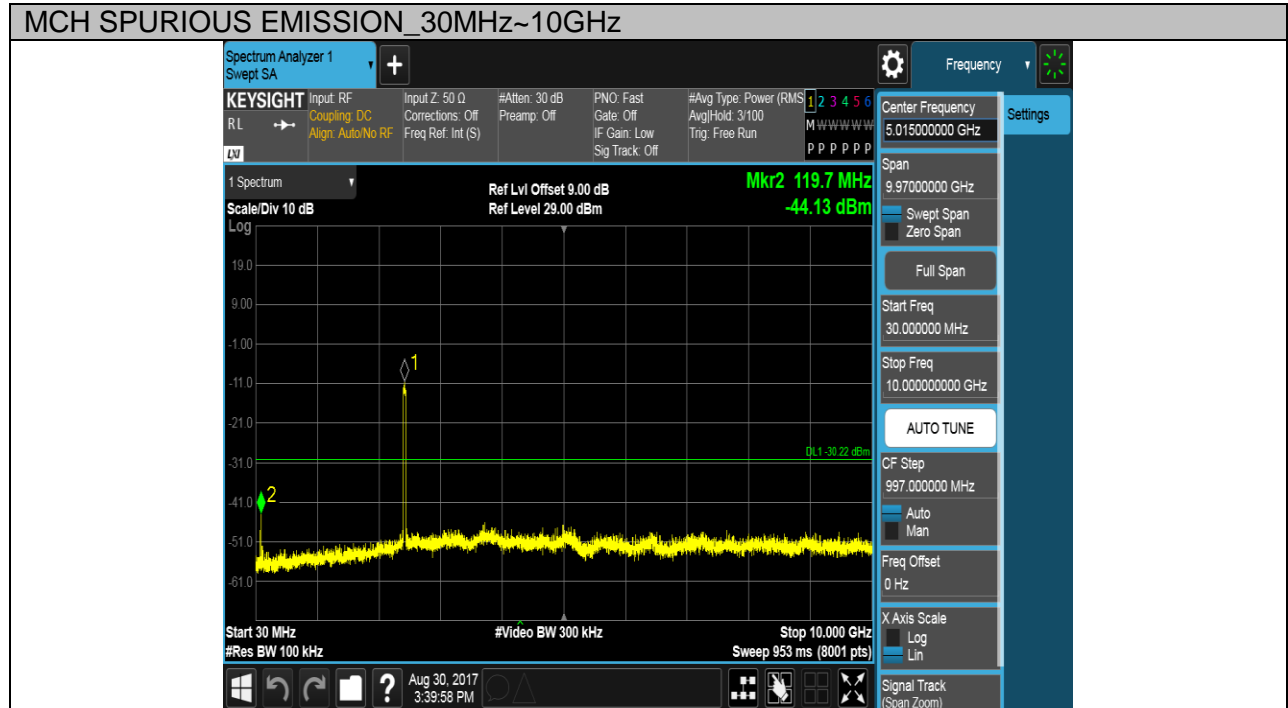 MCH SPURIOUS EMISSION_30MHz~10GHz
Spectrum Analyzer 1
Swept SA
+
Frequency
KEYSIGHT
RL
LXI
Input: RF
Coupling: DC
Align: Auto/No RF
Input Z: 50 Ω
Corrections: Off
Freq Ref: Int (S)
#Atten: 30 dB
Preamp: Off
PNO: Fast
Gate: Off
IF Gain: Low
Sig Track: Off
#Avg Type: Power (RMS
Avg|Hold: 3/100
Trig: Free Run
1 2 3 4 5 6
M W W W W W
P P P P P P
Center Frequency
5.015000000 GHz
Settings
1 Spectrum
Scale/Div 10 dB
Ref Lvl Offset 9.00 dB
Ref Level 29.00 dBm
Mkr2 119.7 MHz
-44.13 dBm
Span
9.97000000 GHz
Swept Span
Zero Span
Full Span
Start Freq
30.000000 MHz
Stop Freq
10.000000000 GHz
AUTO TUNE
CF Step
997.000000 MHz
Auto
Man
Freq Offset
0 Hz
X Axis Scale
Log
Lin
Signal Track
(Span Zoom)
Log
19.0
9.00
-1.00
1
-11.0
-21.0
DL1 -30.22 dBm
-31.0
2
-41.0
-51.0
-61.0
Start 30 MHz
#Video BW 300 kHz
Stop 10.000 GHz
#Res BW 100 kHz
Sweep 953 ms (8001 pts)
?
Aug 30, 2017
3:39:58 PM